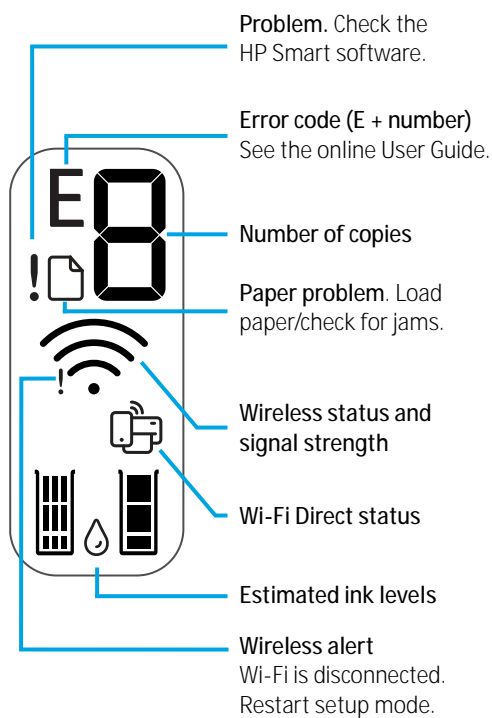 Problem. Check the
HP Smart software.
Error code (E + number)
See the online User Guide.
E
8
Number of copies
!
Paper problem. Load
paper/check for jams.
!
Wireless status and
signal strength
Wi-Fi Direct status
Estimated ink levels
Wireless alert
Wi-Fi is disconnected.
Restart setup mode.